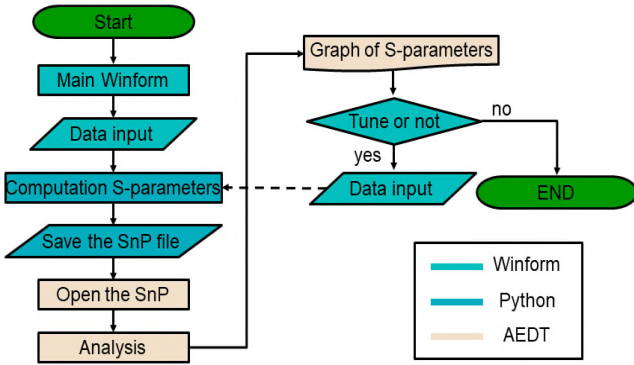 Start
Main Winform
Data input
Computation S-parameters
Save the SnP file
Open the SnP
Analysis
Graph of S-parameters
Tune or not
no
yes
Data input
END
Winform
Python
AEDT